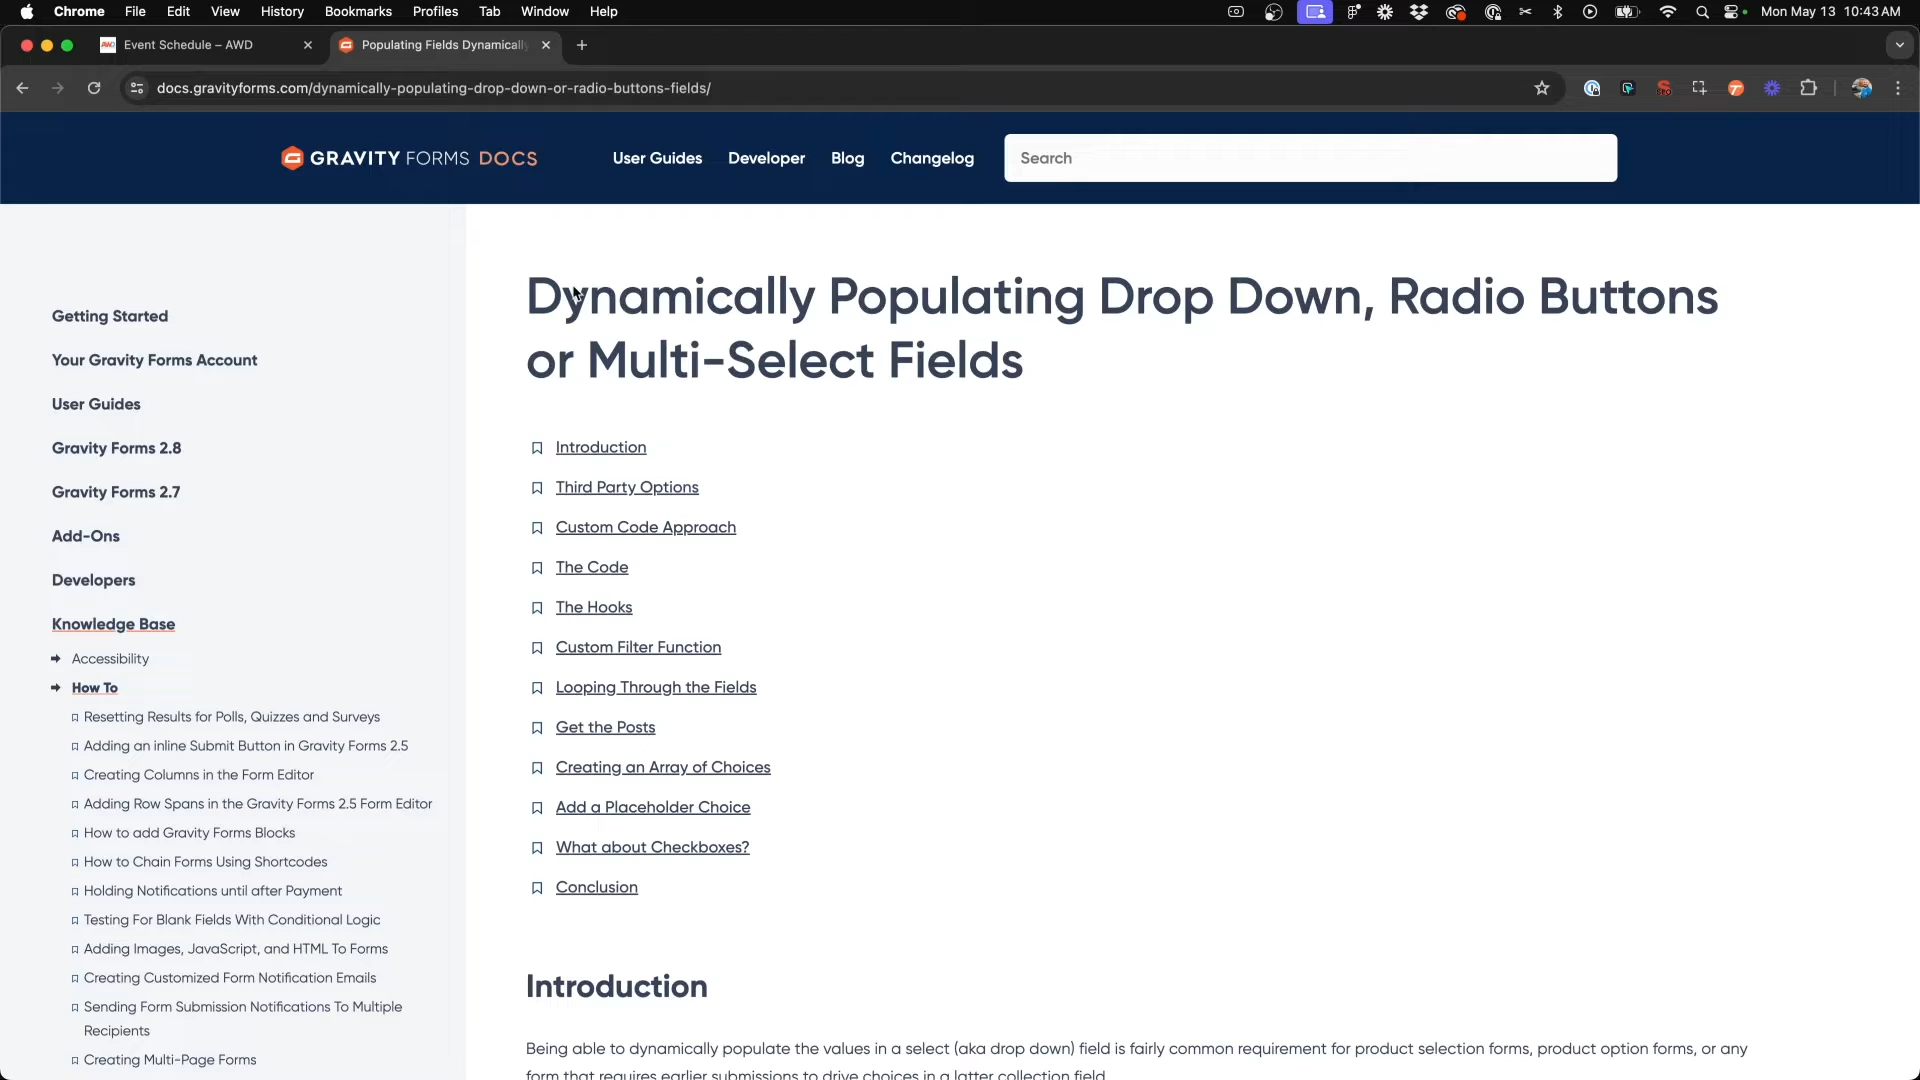 Chrome File Edit View History Bookmarks Profiles Tab Window Help
Mon May 13 10:43 AM
Event Schedule – AWD
Populating Fields Dynamically
docs.gravityforms.com/dynamically-populating-drop-down-or-radio-buttons-fields/
GRAVITY FORMS DOCS
User Guides Developer Blog Changelog
Search
Getting Started
Your Gravity Forms Account
User Guides
Gravity Forms 2.8
Gravity Forms 2.7
Add-Ons
Developers
Knowledge Base
Accessibility
How To
Resetting Results for Polls, Quizzes and Surveys
Adding an inline Submit Button in Gravity Forms 2.5
Creating Columns in the Form Editor
Adding Row Spans in the Gravity Forms 2.5 Form Editor
How to add Gravity Forms Blocks
How to Chain Forms Using Shortcodes
Holding Notifications until after Payment
Testing For Blank Fields With Conditional Logic
Adding Images, JavaScript, and HTML To Forms
Creating Customized Form Notification Emails
Sending Form Submission Notifications To Multiple
Recipients
Creating Multi-Page Forms
Dynamically Populating Drop Down, Radio Buttons
or Multi-Select Fields
Introduction
Third Party Options
Custom Code Approach
The Code
The Hooks
Custom Filter Function
Looping Through the Fields
Get the Posts
Creating an Array of Choices
Add a Placeholder Choice
What about Checkboxes?
Conclusion
Introduction
Being able to dynamically populate the values in a select (aka drop down) field is fairly common requirement for product selection forms, product option forms, or any
form that requires earlier submissions to drive choices in a latter collection field.